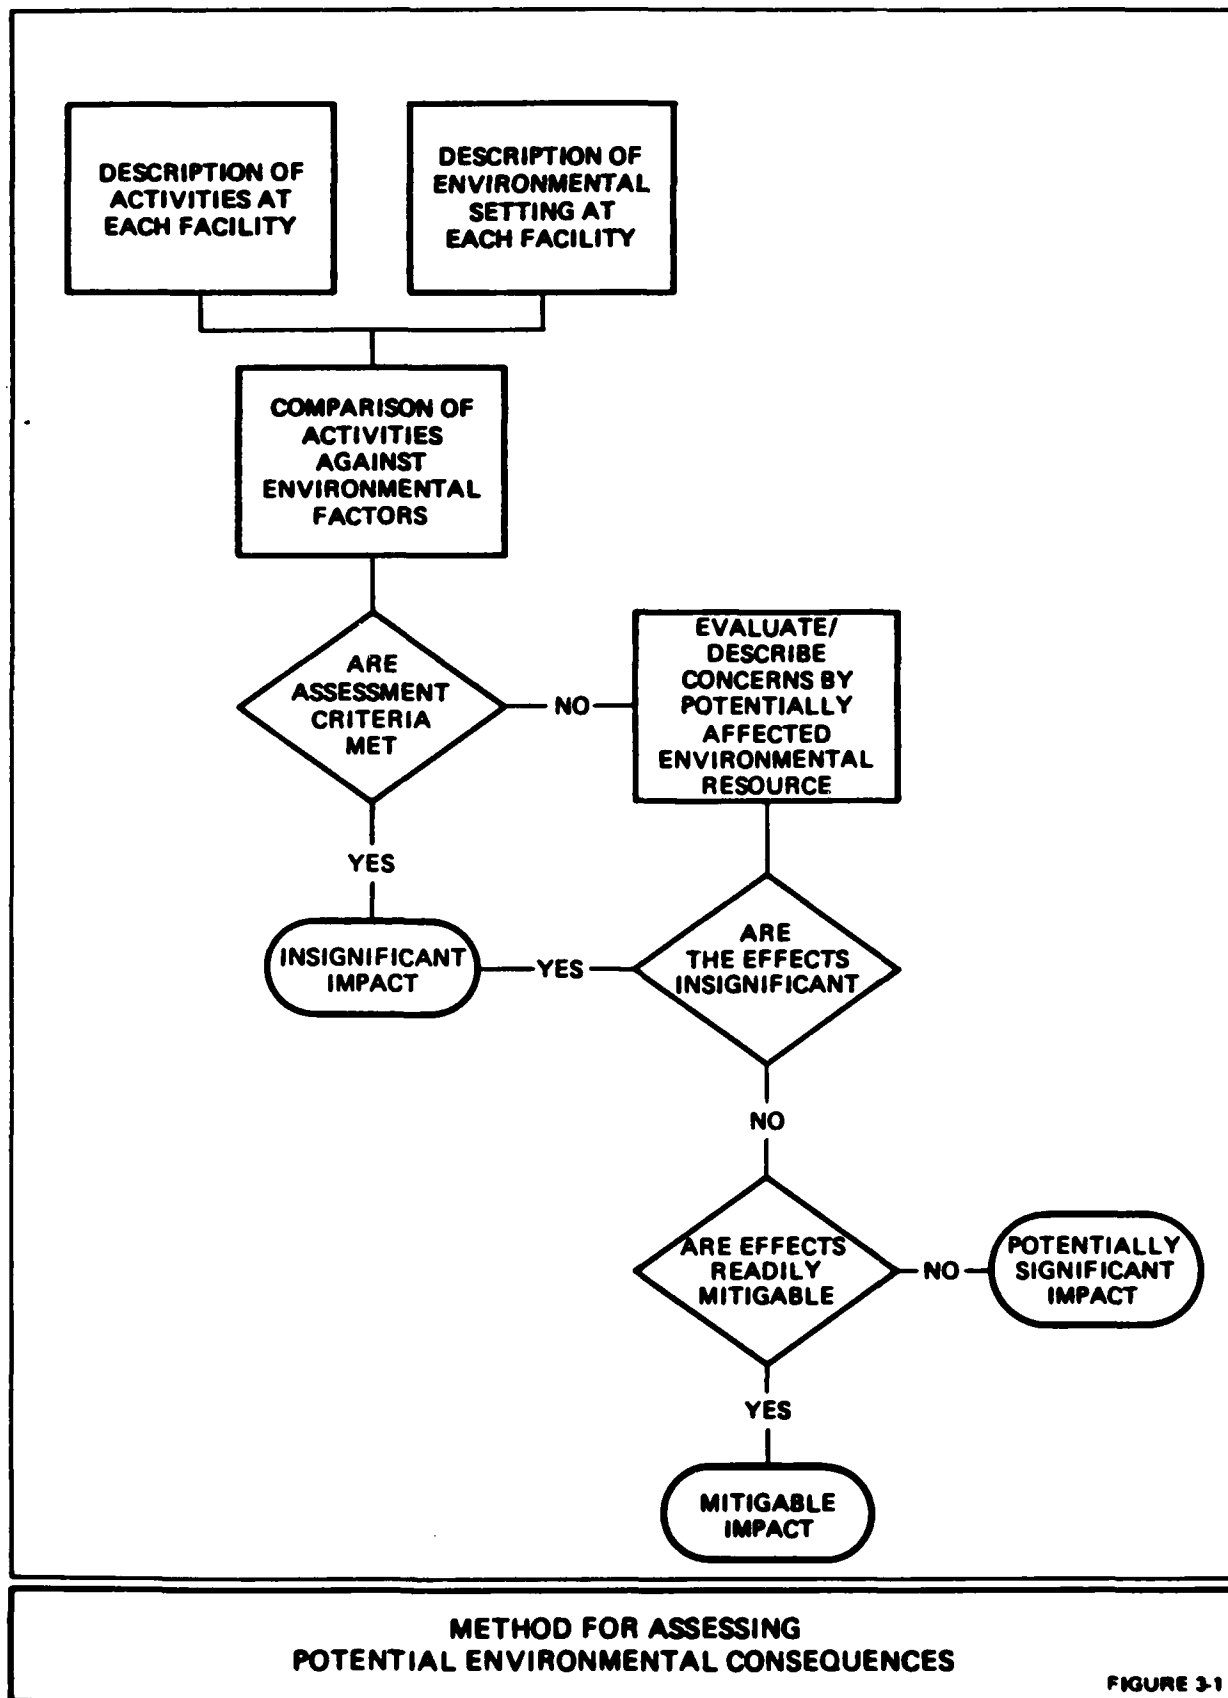 DESCRIPTION OF
ACTIVITIES AT
EACH FACILITY
DESCRIPTION OF
ENVIRONMENTAL
SETTING AT
EACH FACILITY
COMPARISON OF
ACTIVITIES
AGAINST
ENVIRONMENTAL
FACTORS
ARE
ASSESSMENT
CRITERIA
MET
NO
EVALUATE/
DESCRIBE
CONCERNS BY
POTENTIALLY
AFFECTED
ENVIRONMENTAL
RESOURCE
YES
INSIGNIFICANT
IMPACT
YES
ARE
THE EFFECTS
INSIGNIFICANT
NO
ARE EFFECTS
READILY
MITIGABLE
NO
POTENTIALLY
SIGNIFICANT
IMPACT
YES
MITIGABLE
IMPACT
METHOD FOR ASSESSING
POTENTIAL ENVIRONMENTAL CONSEQUENCES
FIGURE 3-1